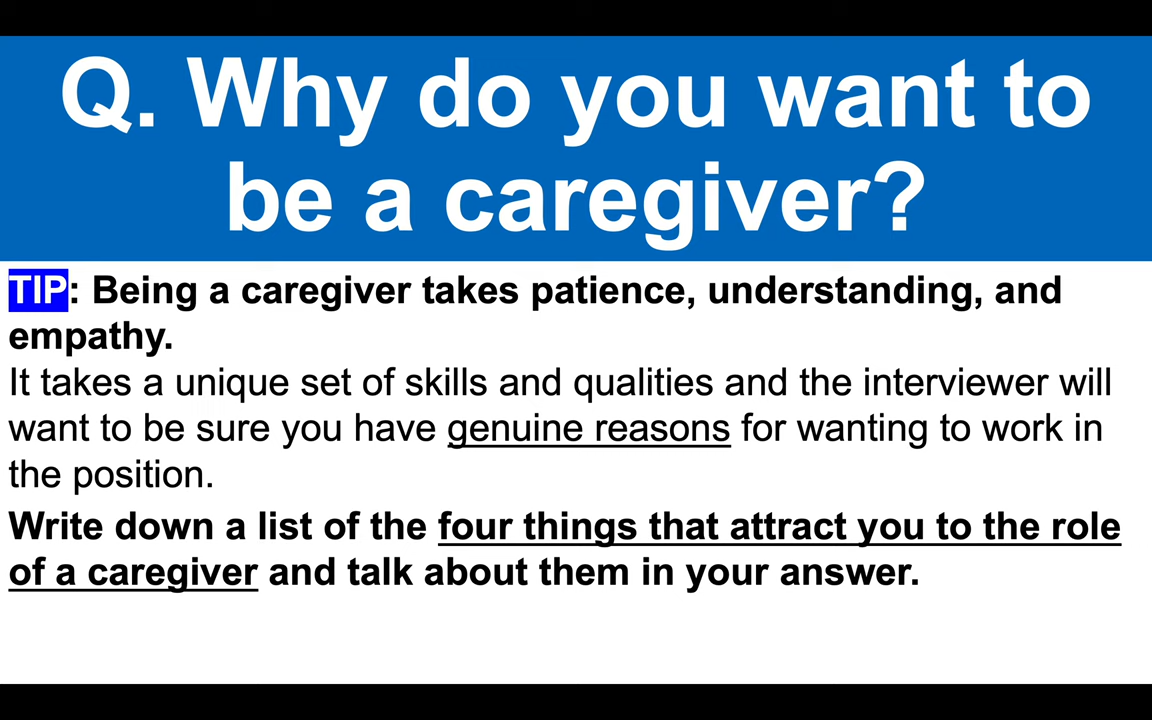 Q. Why do you want to
be a caregiver?
TIP: Being a caregiver takes patience, understanding, and
empathy.
It takes a unique set of skills and qualities and the interviewer will
want to be sure you have genuine reasons for wanting to work in
the position.
Write down a list of the four things that attract you to the role
of a caregiver and talk about them in your answer.